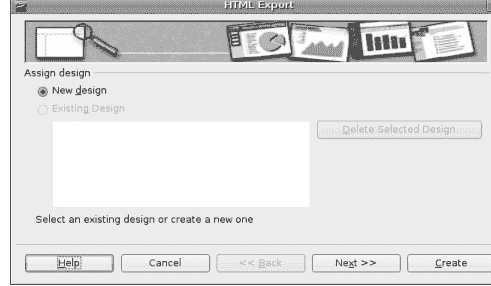 HTML Export
Assign design
New design
Existing Design
Delete Selected Design
Select an existing design or create a new one
Help Cancel << Back Next >> Create